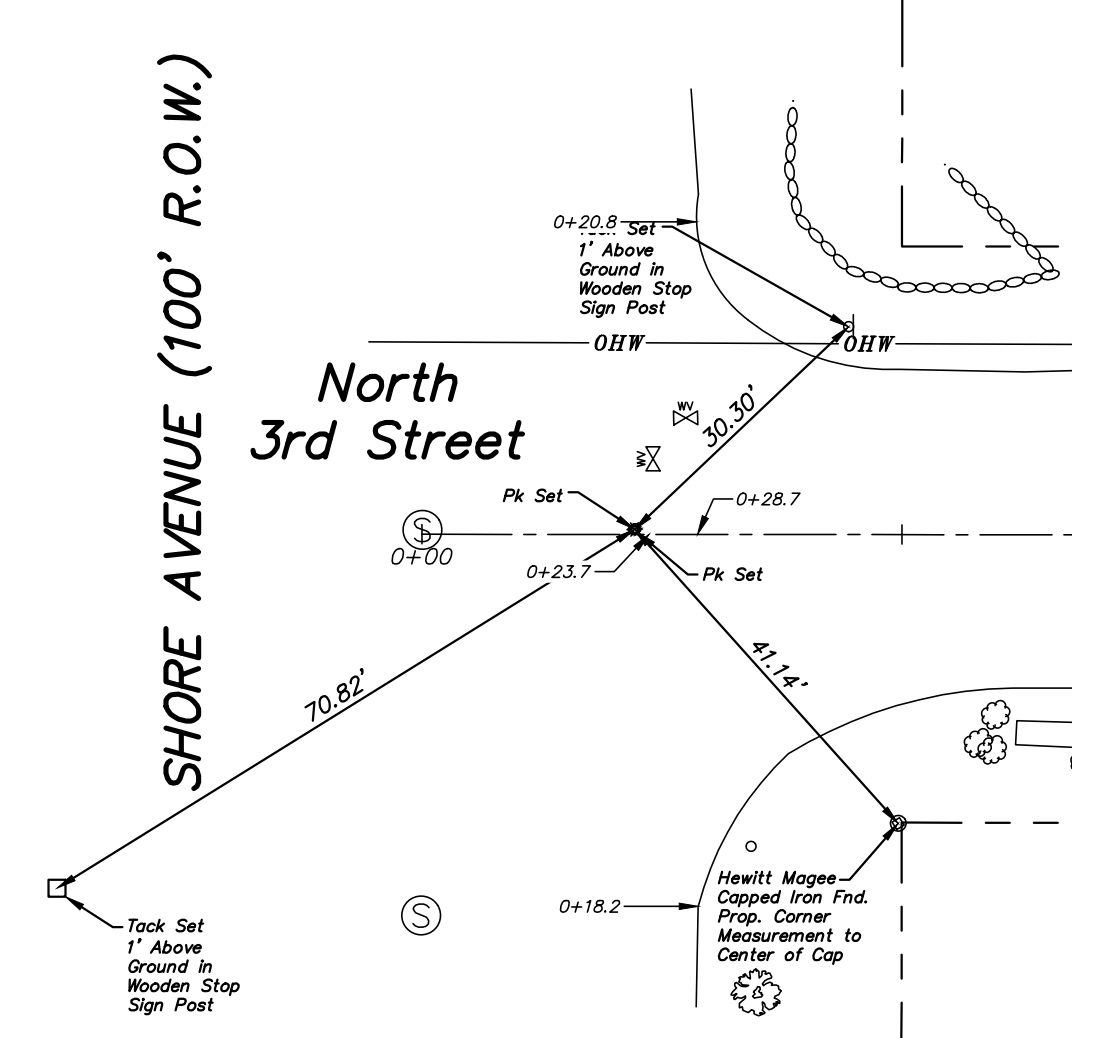 SHORE AVENUE (100' R.O.W.)
0+20.8
Set
1' Above
Ground in
Wooden Stop
Sign Post
OHW
OHW
North
3rd Street
WV
WV
30.30'
Pk Set
0+28.7
S
0+00
0+23.7
Pk Set
41.14'
70.82'
Hewitt Magee
Capped Iron Fnd.
Prop. Corner
Measurement to
Center of Cap
0+18.2
S
Tack Set
1' Above
Ground in
Wooden Stop
Sign Post